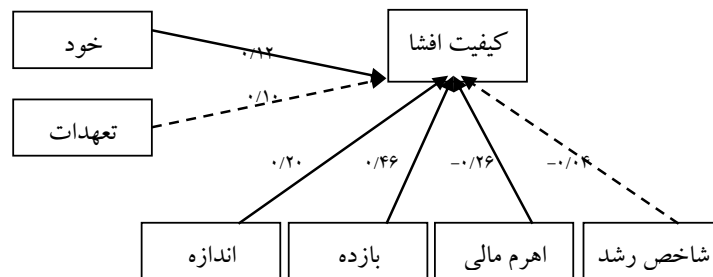 خود
کیفیت افشا
۰/۱۲
۰/۱۰
تعهدات
۰/۲۰
۰/۴۶
–۰/۲۶
–۰/۰۴
اندازه
بازده
اهرم مالی
شاخص رشد